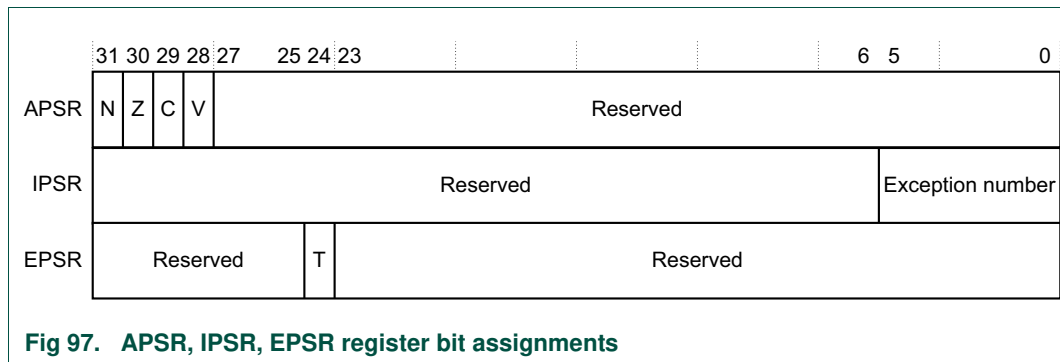 31 30 29 28 27 25 24 23 6 5 0
APSR N Z C V Reserved
IPSR Reserved Exception number
EPSR Reserved T Reserved
Fig 97. APSR, IPSR, EPSR register bit assignments